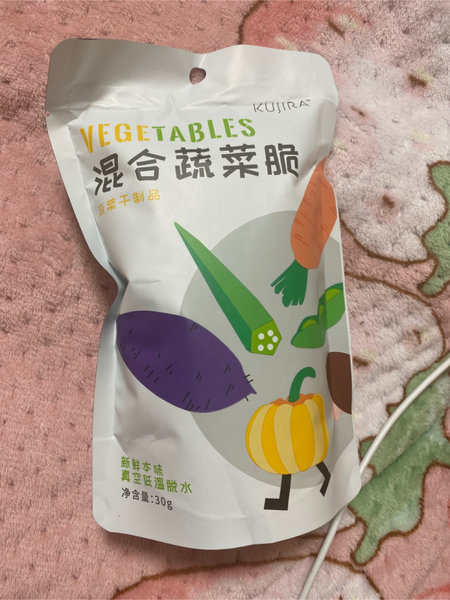 KUJIRA
VEGETABLES
混合蔬菜脆
蔬菜干制品
新鲜本味
真空低温脱水
净含量:30g